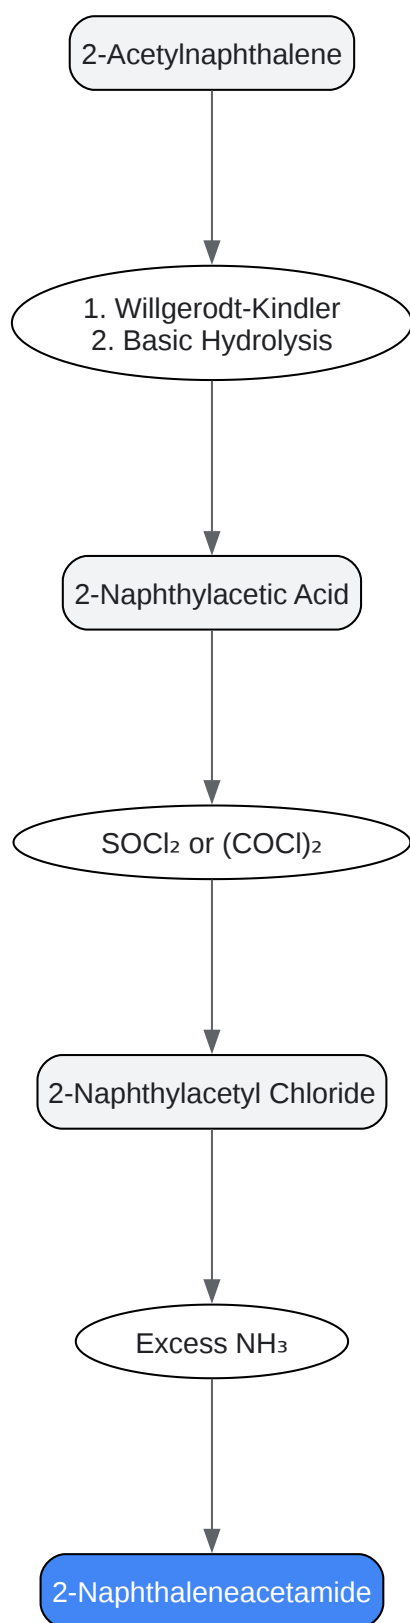 2-Acetylnaphthalene
1. Willgerodt-Kindler
2. Basic Hydrolysis
2-Naphthylacetic Acid
SOCl₂ or (COCl)₂
2-Naphthylacetyl Chloride
Excess NH₃
2-Naphthaleneacetamide